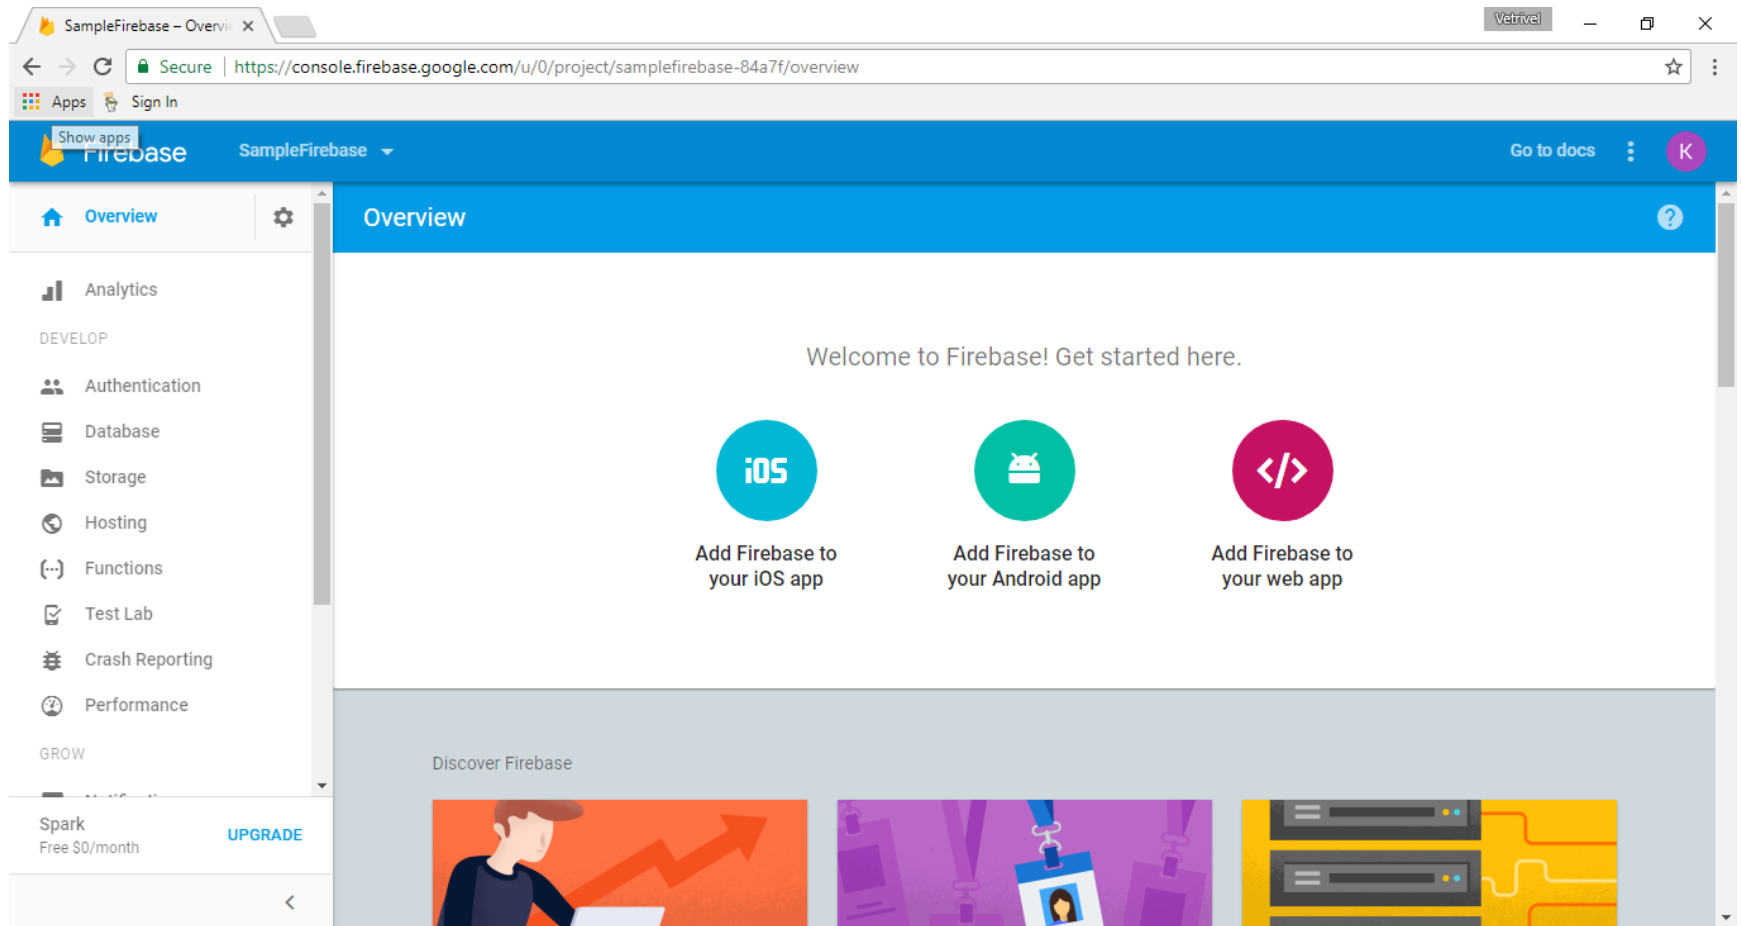 SampleFirebase – Overvi
Vetrivel
Secure https://console.firebase.google.com/u/0/project/samplefirebase-84a7f/overview
Apps Sign In
Show apps
Firebase SampleFirebase Go to docs K
Overview Overview ?
Analytics
DEVELOP
Authentication
Database
Storage
Hosting
Functions
Test Lab
Crash Reporting
Performance
GROW
Spark
Free $0/month
UPGRADE
Welcome to Firebase! Get started here.
iOS
Add Firebase to
your iOS app
Add Firebase to
your Android app
</>
Add Firebase to
your web app
Discover Firebase